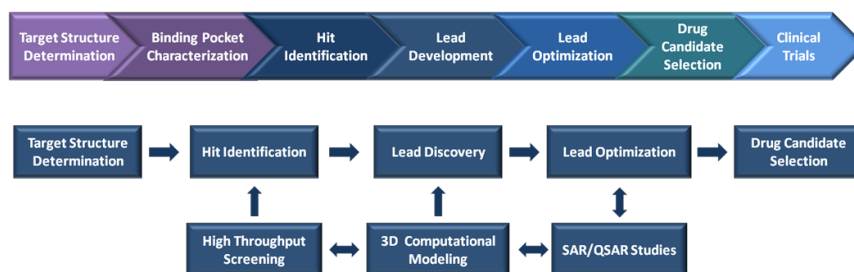 Target Structure
Determination
Binding Pocket
Characterization
Hit
Identification
Lead
Development
Lead
Optimization
Drug
Candidate
Selection
Clinical
Trials
Target Structure
Determination
Hit Identification
Lead Discovery
Lead Optimization
Drug Candidate
Selection
High Throughput
Screening
3D Computational
Modeling
SAR/QSAR Studies